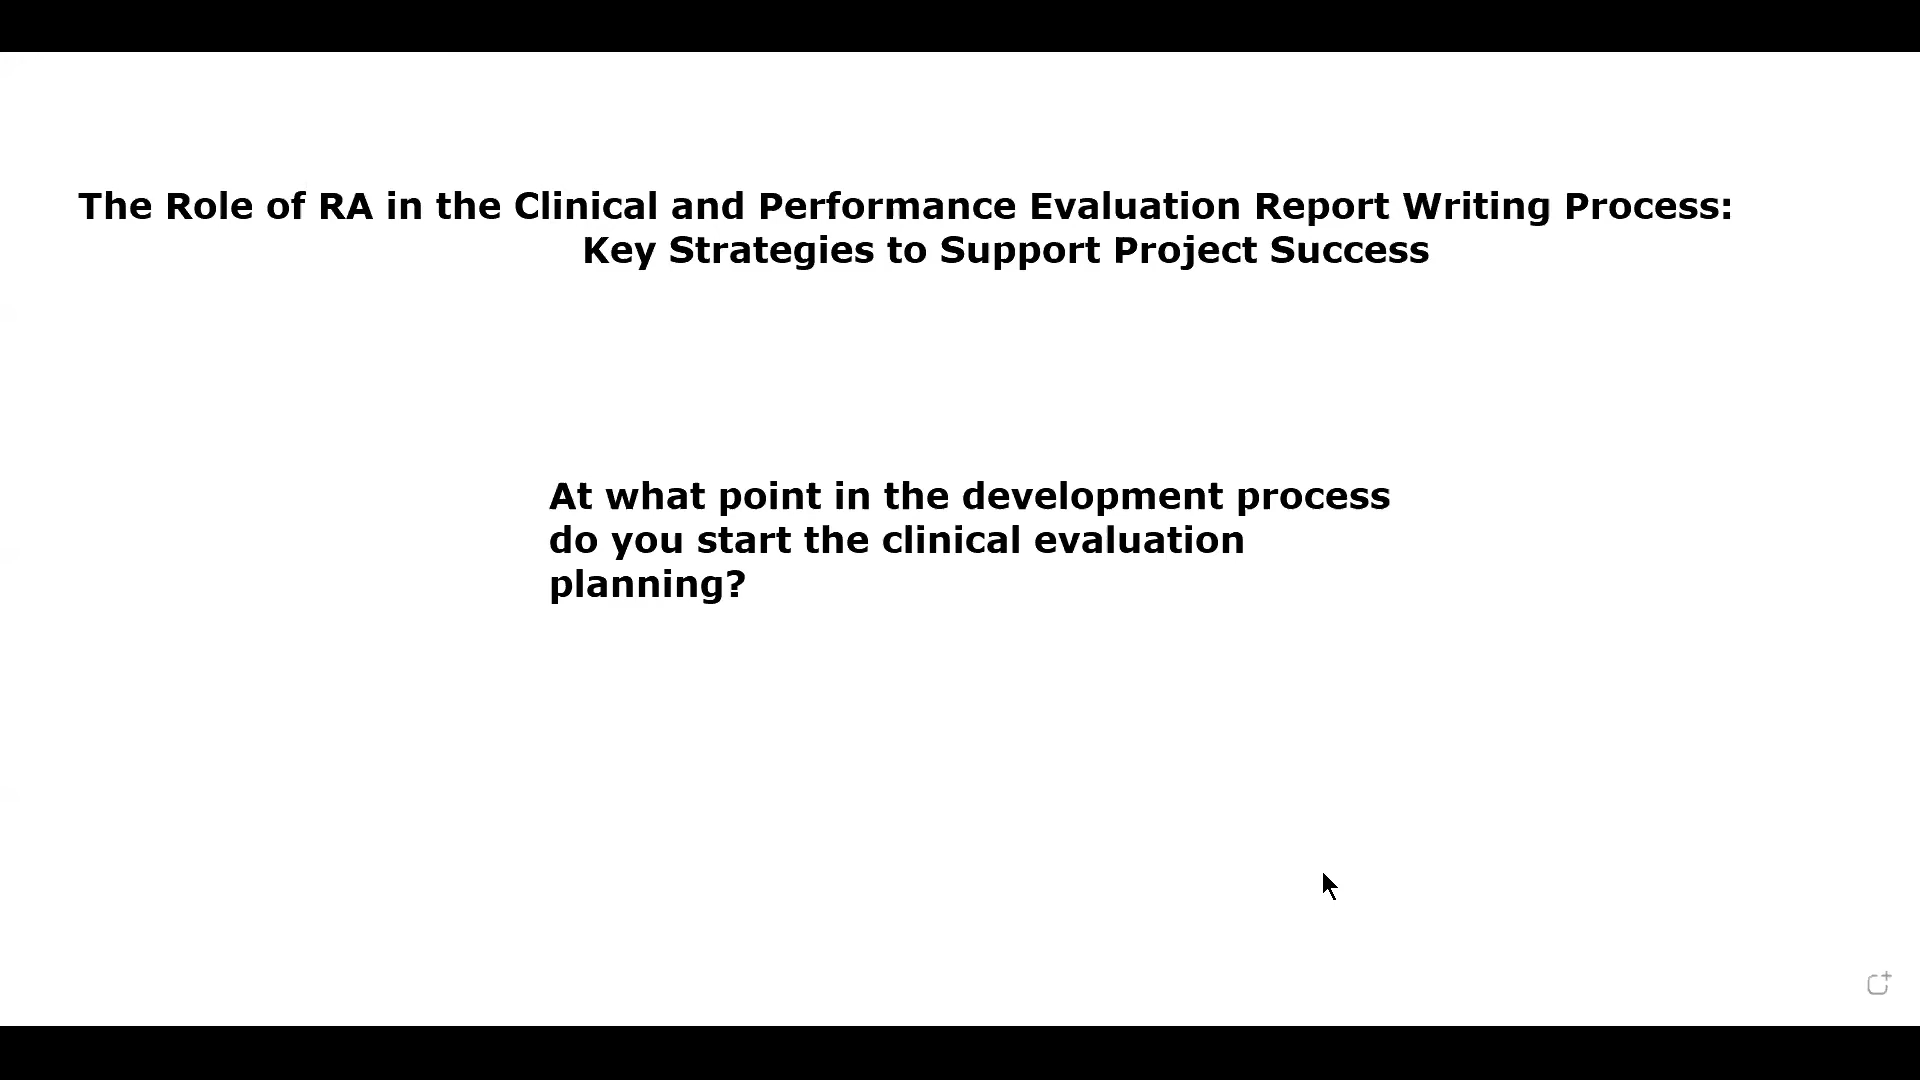 The Role of RA in the Clinical and Performance Evaluation Report Writing Process:
Key Strategies to Support Project Success
At what point in the development process
do you start the clinical evaluation
planning?